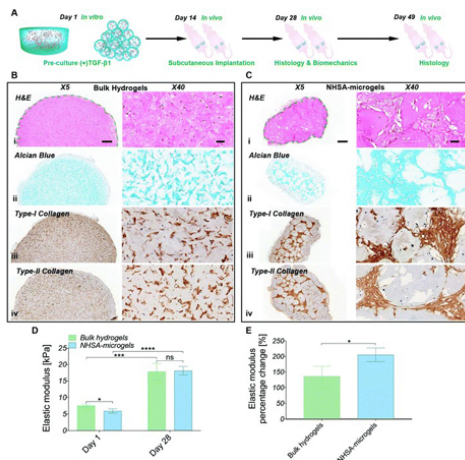 A
Day 1 In vitro
Day 14 In vivo
Day 28 In vivo
Day 49 In vivo
Pre-culture (+)TGF-β1
Subcutaneous Implantation
Histology & Biomechanics
Histology
B
Bulk Hydrogels
X5
X40
H&E
i
Alcian Blue
ii
Type-I Collagen
iii
Type-II Collagen
iv
C
NHSA-microgels
X5
X40
H&E
i
Alcian Blue
ii
Type-I Collagen
iii
Type-II Collagen
iv
D
Bulk hydrogels
NHSA-microgels
Elastic modulus [kPa]
25
20
15
10
5
0
****
***
ns
*
Day 1
Day 28
E
Elastic modulus
percentage change [%]
250
200
150
100
50
0
*
Bulk hydrogels
NHSA-microgels